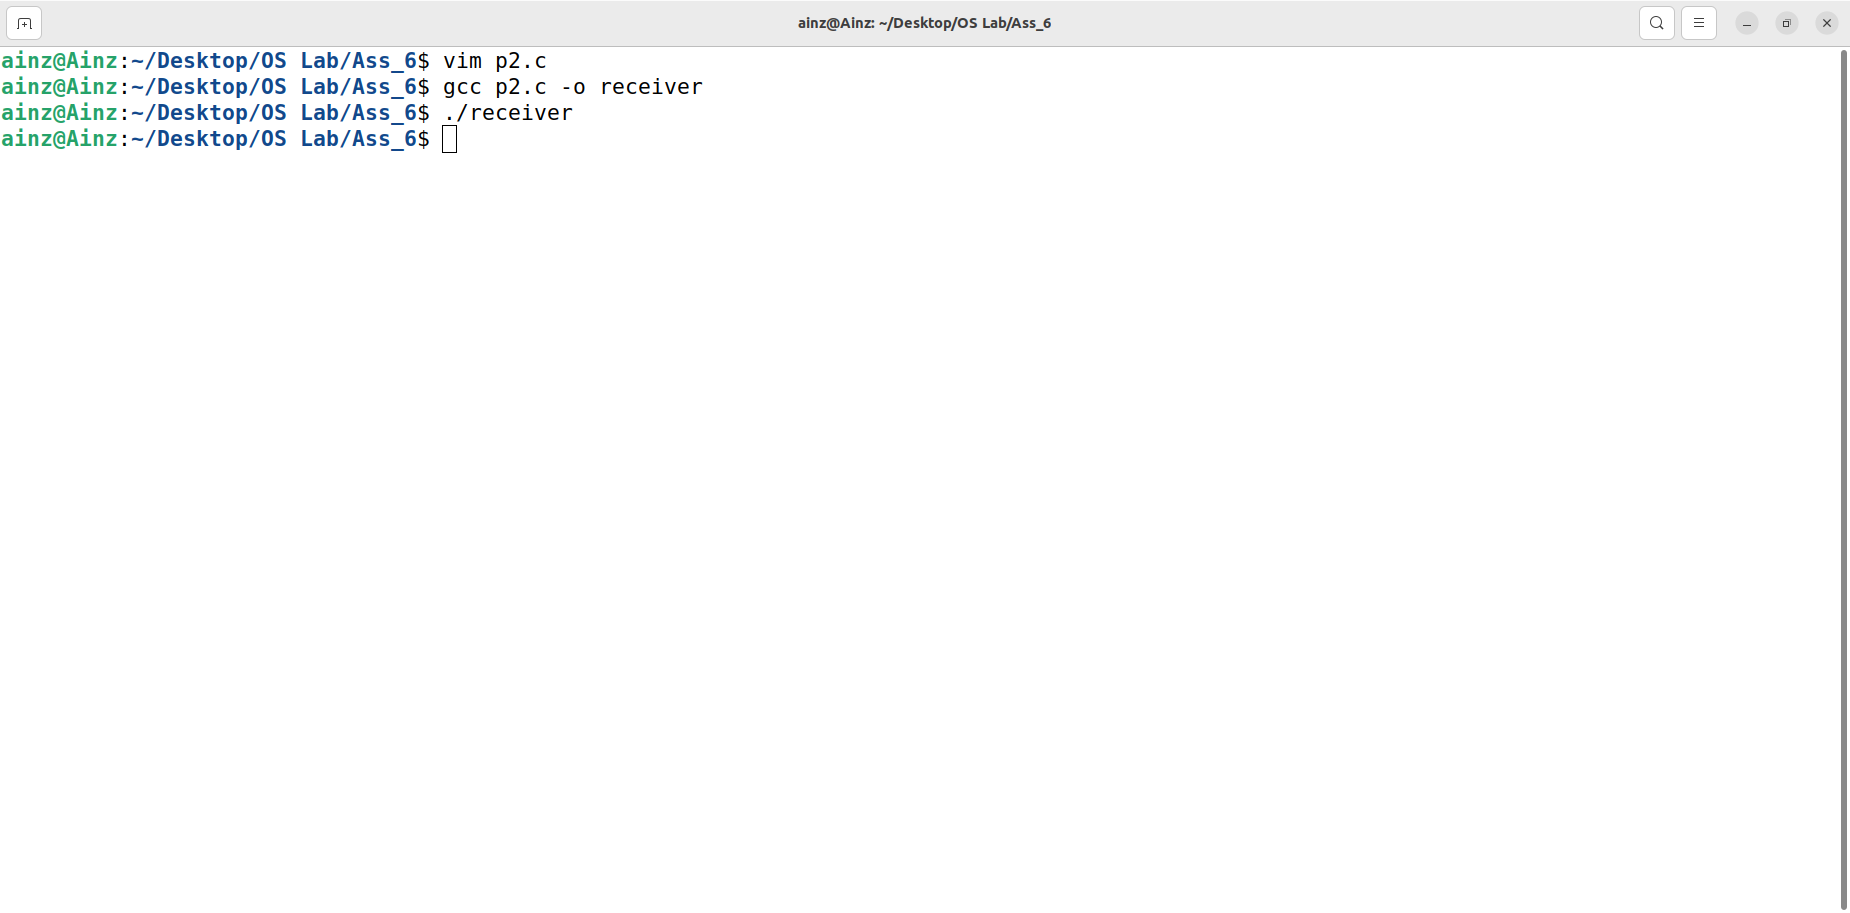 ainz@Ainz: ~/Desktop/OS Lab/Ass_6
ainz@Ainz:~/Desktop/OS Lab/Ass_6$ vim p2.c
ainz@Ainz:~/Desktop/OS Lab/Ass_6$ gcc p2.c -o receiver
ainz@Ainz:~/Desktop/OS Lab/Ass_6$ ./receiver
ainz@Ainz:~/Desktop/OS Lab/Ass_6$